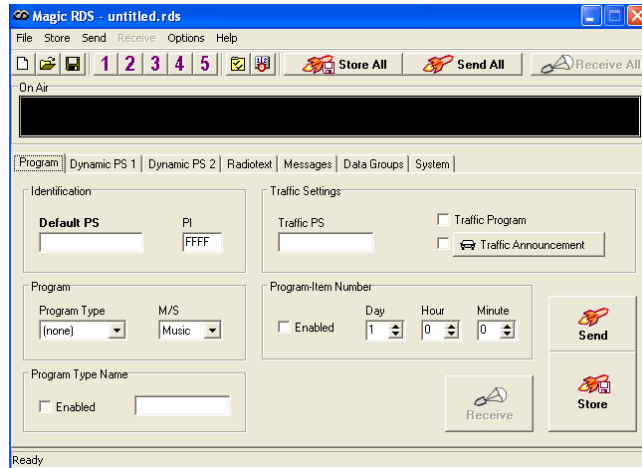 Magic RDS - untitled.rds
File Store Send Receive Options Help
1 2 3 4 5 Store All Send All Receive All
On Air
Program Dynamic PS 1 Dynamic PS 2 Radiotext Messages Data Groups System
Identification
Default PS PI
FFFF
Traffic Settings
Traffic PS Traffic Program
Traffic Announcement
Program
Program Type M/S
(none) Music
Program-Item Number
Day Hour Minute
Enabled 1 0 0
Program Type Name
Enabled
Receive
Send
Store
Ready